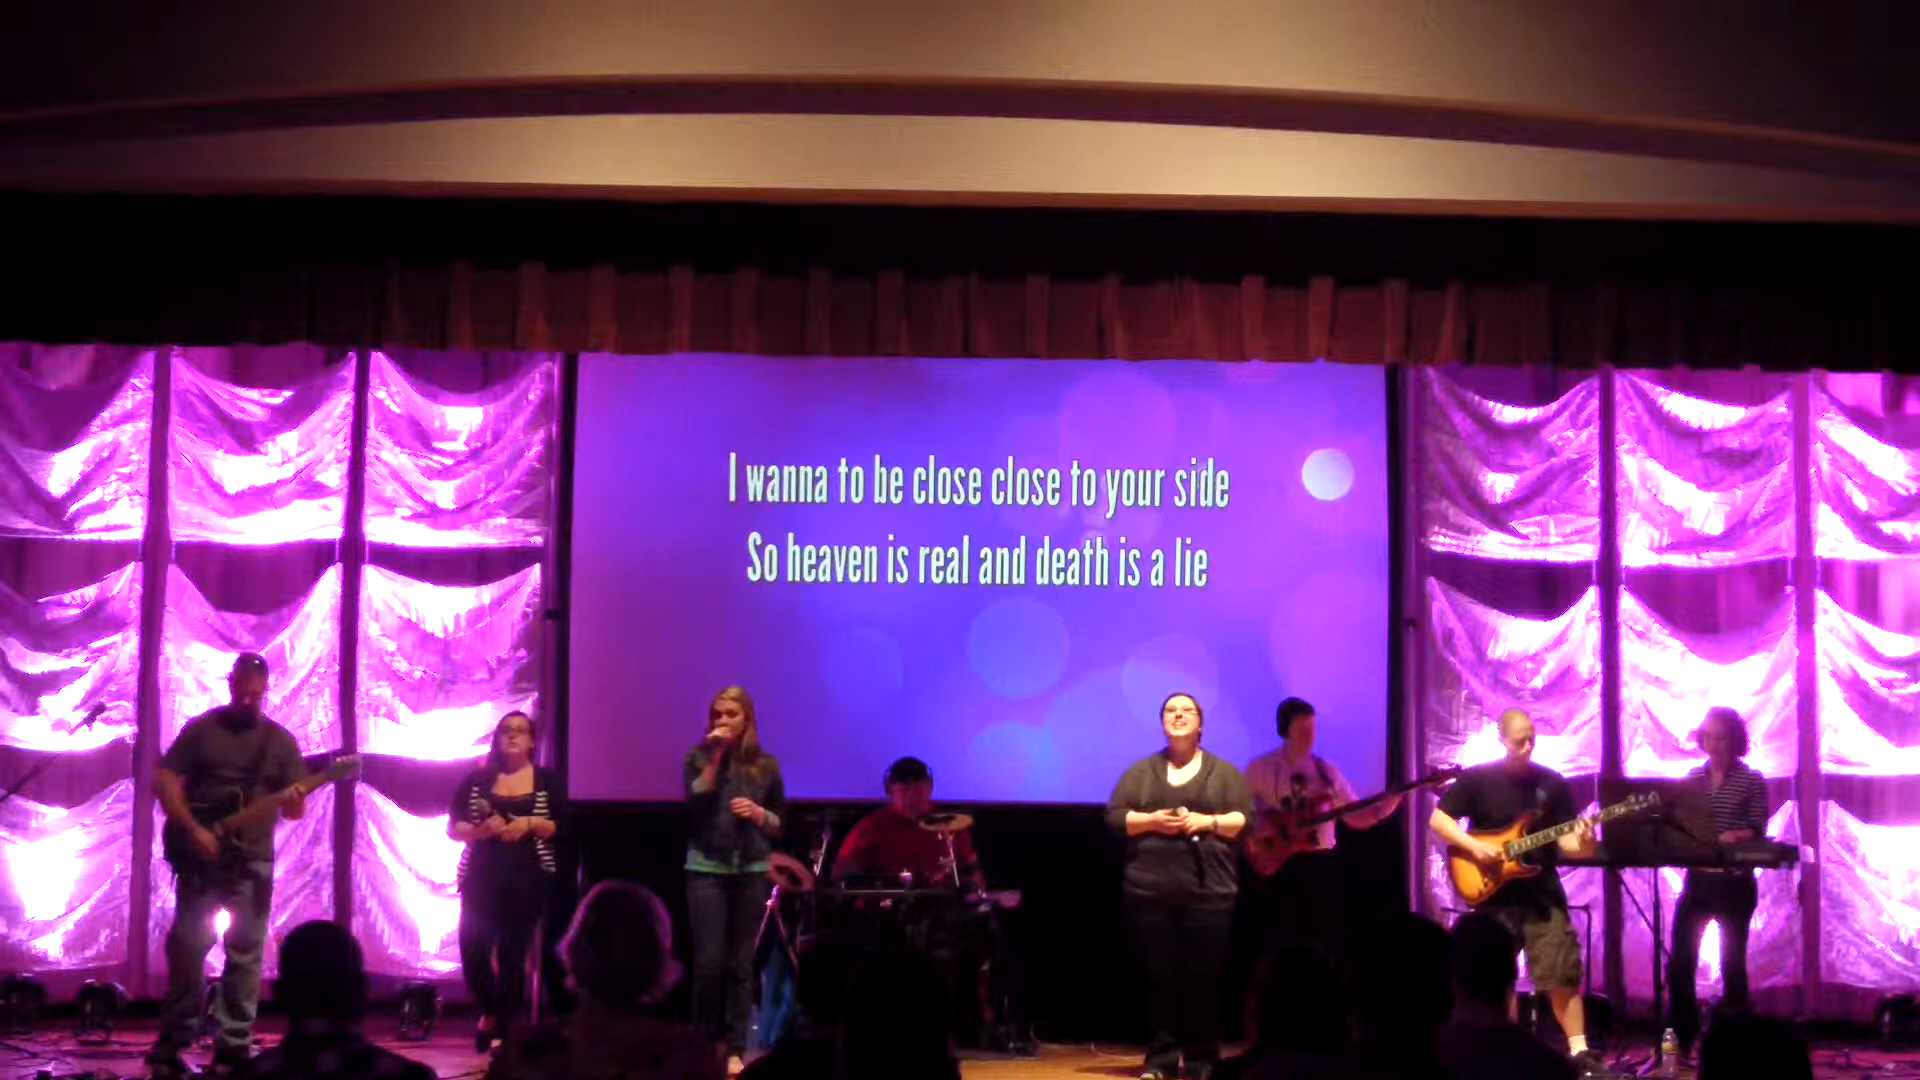 I wanna to be close close to your side
So heaven is real and death is a lie